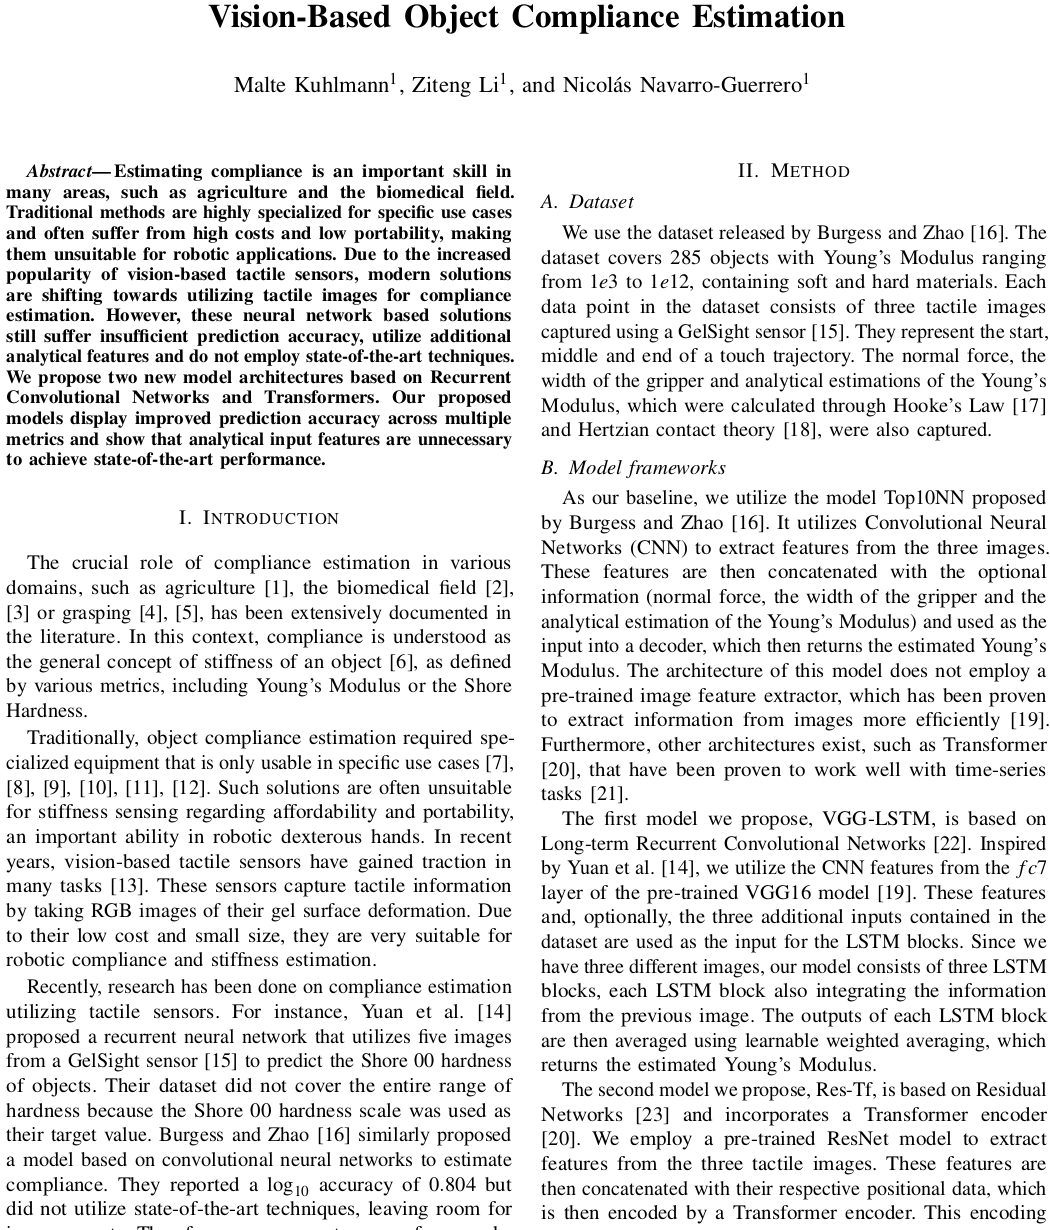 Vision-Based Object Compliance Estimation
Malte Kuhlmann1, Ziteng Li1, and Nicolás Navarro-Guerrero1
Abstract—Estimating compliance is an important skill in
many areas, such as agriculture and the biomedical field.
Traditional methods are highly specialized for specific use cases
and often suffer from high costs and low portability, making
them unsuitable for robotic applications. Due to the increased
popularity of vision-based tactile sensors, modern solutions
are shifting towards utilizing tactile images for compliance
estimation. However, these neural network based solutions
still suffer insufficient prediction accuracy, utilize additional
analytical features and do not employ state-of-the-art techniques.
We propose two new model architectures based on Recurrent
Convolutional Networks and Transformers. Our proposed
models display improved prediction accuracy across multiple
metrics and show that analytical input features are unnecessary
to achieve state-of-the-art performance.
I. INTRODUCTION
The crucial role of compliance estimation in various
domains, such as agriculture [1], the biomedical field [2],
[3] or grasping [4], [5], has been extensively documented in
the literature. In this context, compliance is understood as
the general concept of stiffness of an object [6], as defined
by various metrics, including Young's Modulus or the Shore
Hardness.
Traditionally, object compliance estimation required spe-
cialized equipment that is only usable in specific use cases [7],
[8], [9], [10], [11], [12]. Such solutions are often unsuitable
for stiffness sensing regarding affordability and portability,
an important ability in robotic dexterous hands. In recent
years, vision-based tactile sensors have gained traction in
many tasks [13]. These sensors capture tactile information
by taking RGB images of their gel surface deformation. Due
to their low cost and small size, they are very suitable for
robotic compliance and stiffness estimation.
Recently, research has been done on compliance estimation
utilizing tactile sensors. For instance, Yuan et al. [14]
proposed a recurrent neural network that utilizes five images
from a GelSight sensor [15] to predict the Shore 00 hardness
of objects. Their dataset did not cover the entire range of
hardness because the Shore 00 hardness scale was used as
their target value. Burgess and Zhao [16] similarly proposed
a model based on convolutional neural networks to estimate
compliance. They reported a log10 accuracy of 0.804 but
did not utilize state-of-the-art techniques, leaving room for
II. METHOD
A. Dataset
We use the dataset released by Burgess and Zhao [16]. The
dataset covers 285 objects with Young's Modulus ranging
from 1e3 to 1e12, containing soft and hard materials. Each
data point in the dataset consists of three tactile images
captured using a GelSight sensor [15]. They represent the start,
middle and end of a touch trajectory. The normal force, the
width of the gripper and analytical estimations of the Young's
Modulus, which were calculated through Hooke's Law [17]
and Hertzian contact theory [18], were also captured.
B. Model frameworks
As our baseline, we utilize the model Top10NN proposed
by Burgess and Zhao [16]. It utilizes Convolutional Neural
Networks (CNN) to extract features from the three images.
These features are then concatenated with the optional
information (normal force, the width of the gripper and the
analytical estimation of the Young's Modulus) and used as the
input into a decoder, which then returns the estimated Young's
Modulus. The architecture of this model does not employ a
pre-trained image feature extractor, which has been proven
to extract information from images more efficiently [19].
Furthermore, other architectures exist, such as Transformer
[20], that have been proven to work well with time-series
tasks [21].
The first model we propose, VGG-LSTM, is based on
Long-term Recurrent Convolutional Networks [22]. Inspired
by Yuan et al. [14], we utilize the CNN features from the fc7
layer of the pre-trained VGG16 model [19]. These features
and, optionally, the three additional inputs contained in the
dataset are used as the input for the LSTM blocks. Since we
have three different images, our model consists of three LSTM
blocks, each LSTM block also integrating the information
from the previous image. The outputs of each LSTM block
are then averaged using learnable weighted averaging, which
returns the estimated Young's Modulus.
The second model we propose, Res-Tf, is based on Residual
Networks [23] and incorporates a Transformer encoder
[20]. We employ a pre-trained ResNet model to extract
features from the three tactile images. These features are
then concatenated with their respective positional data, which
is then encoded by a Transformer encoder. This encoding